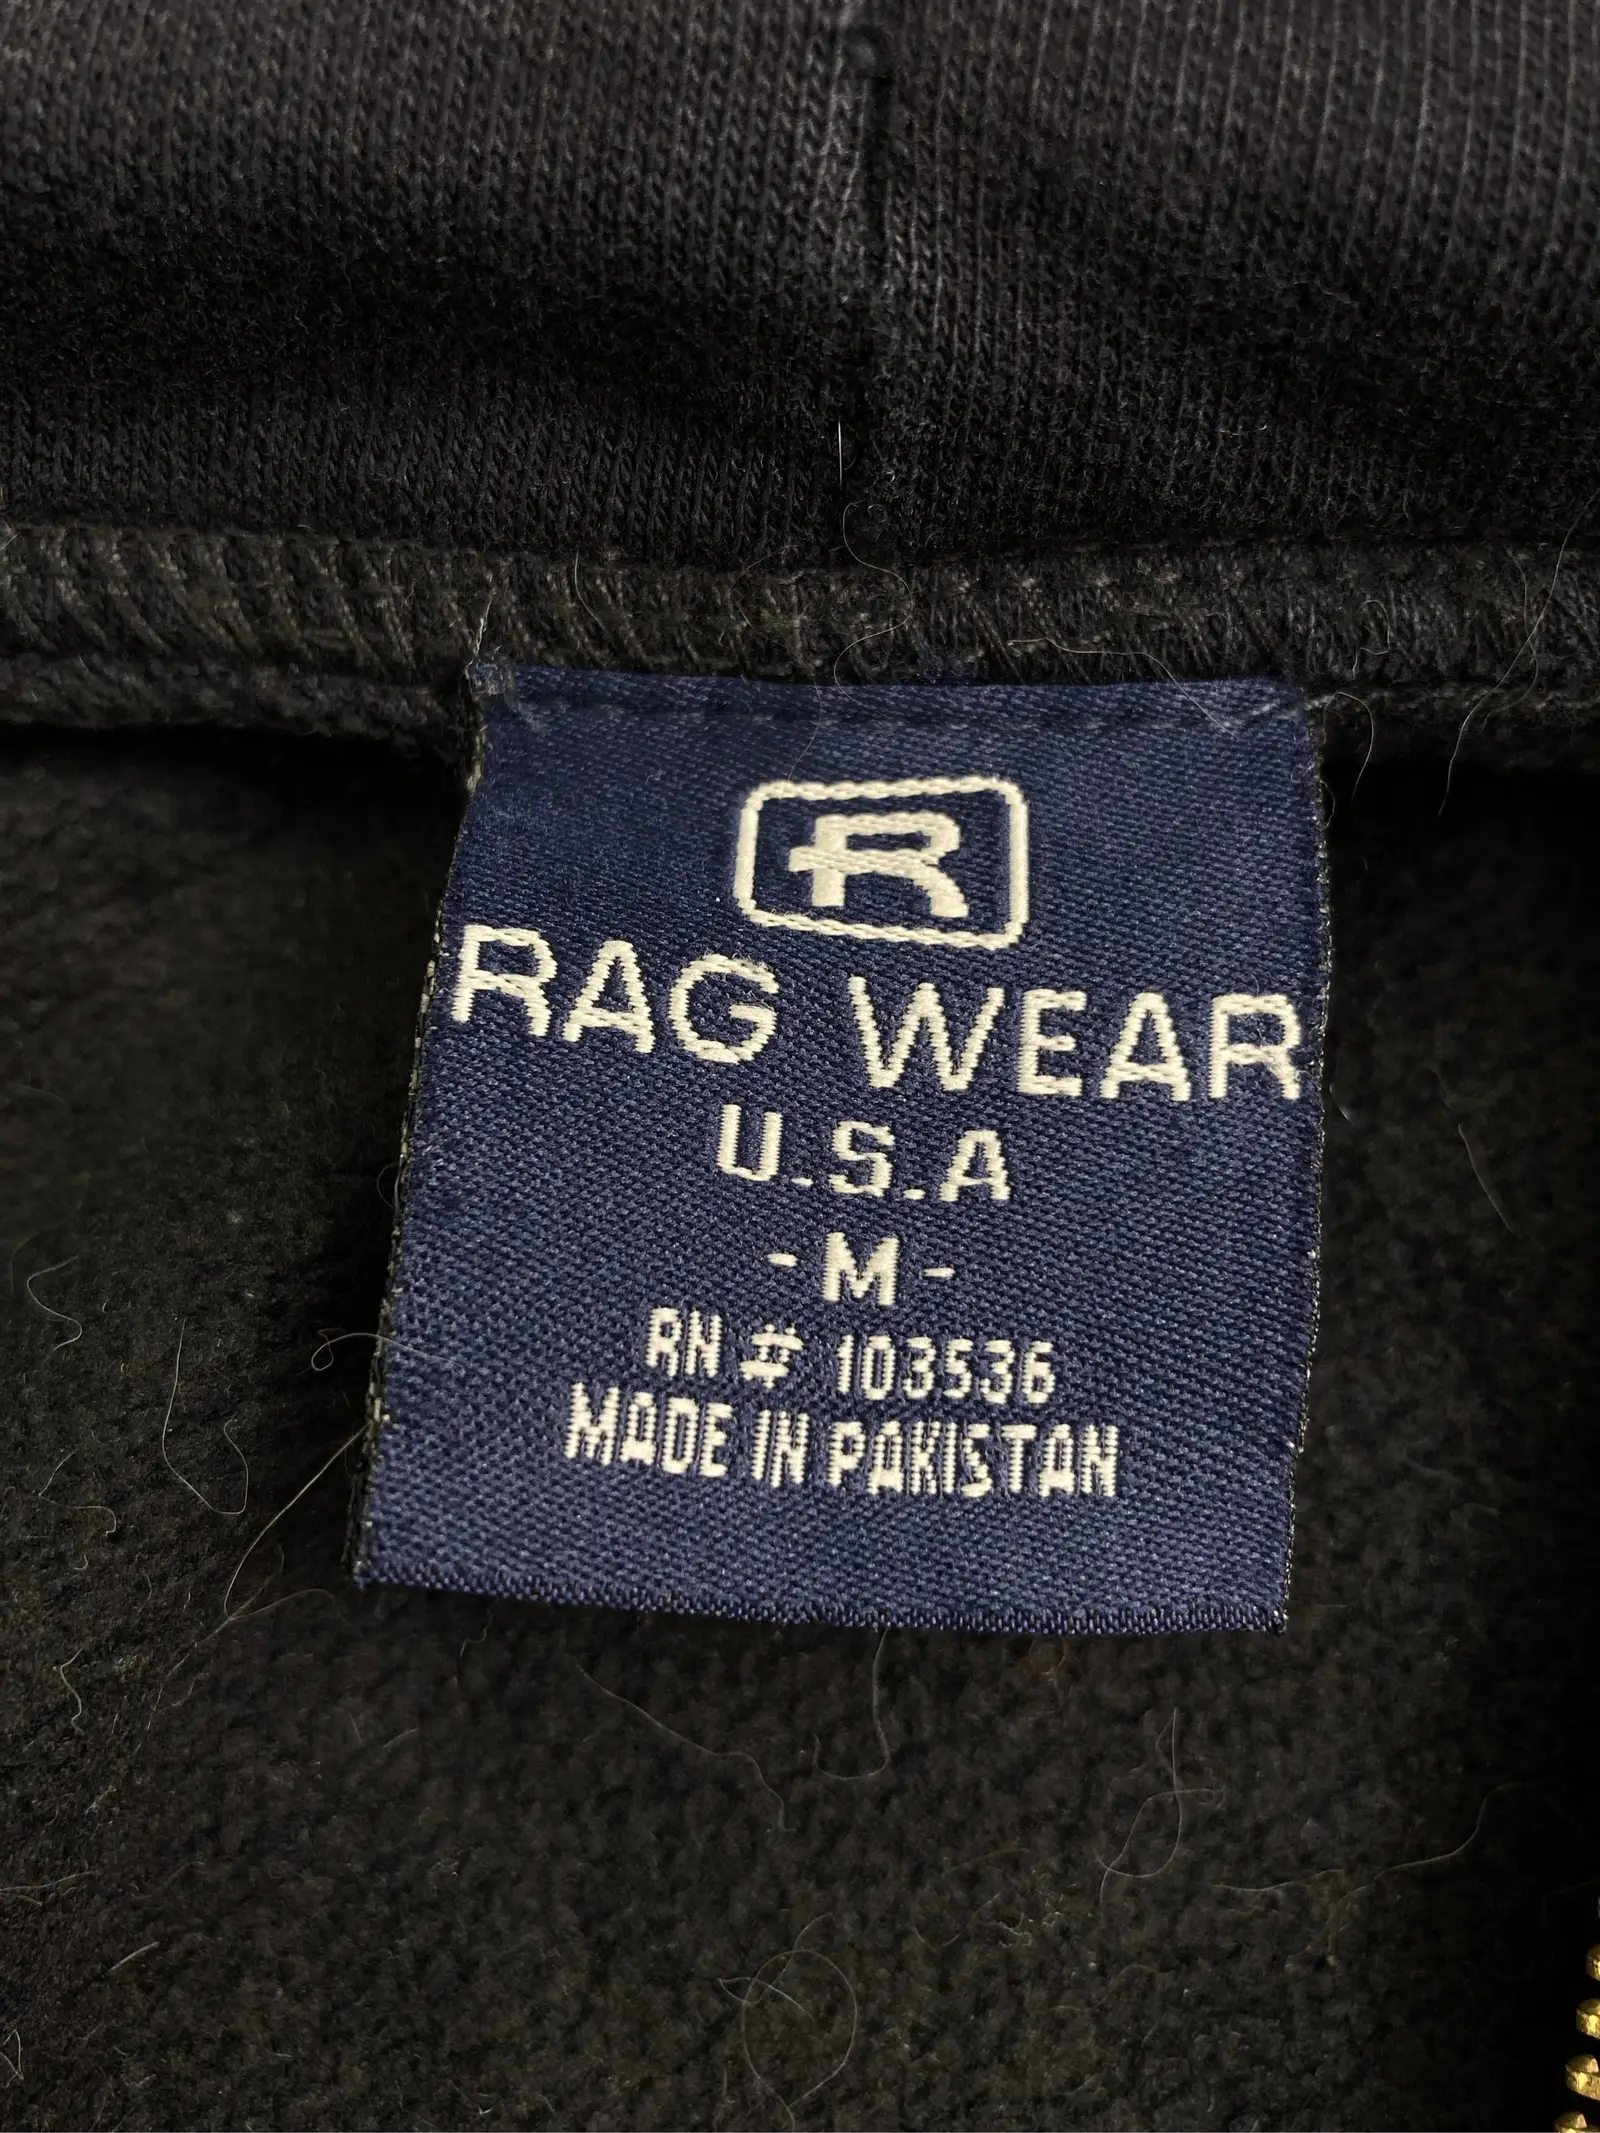 R
RAG WEAR
U.S.A
- M -
RN # 103536
MADE IN PAKISTAN